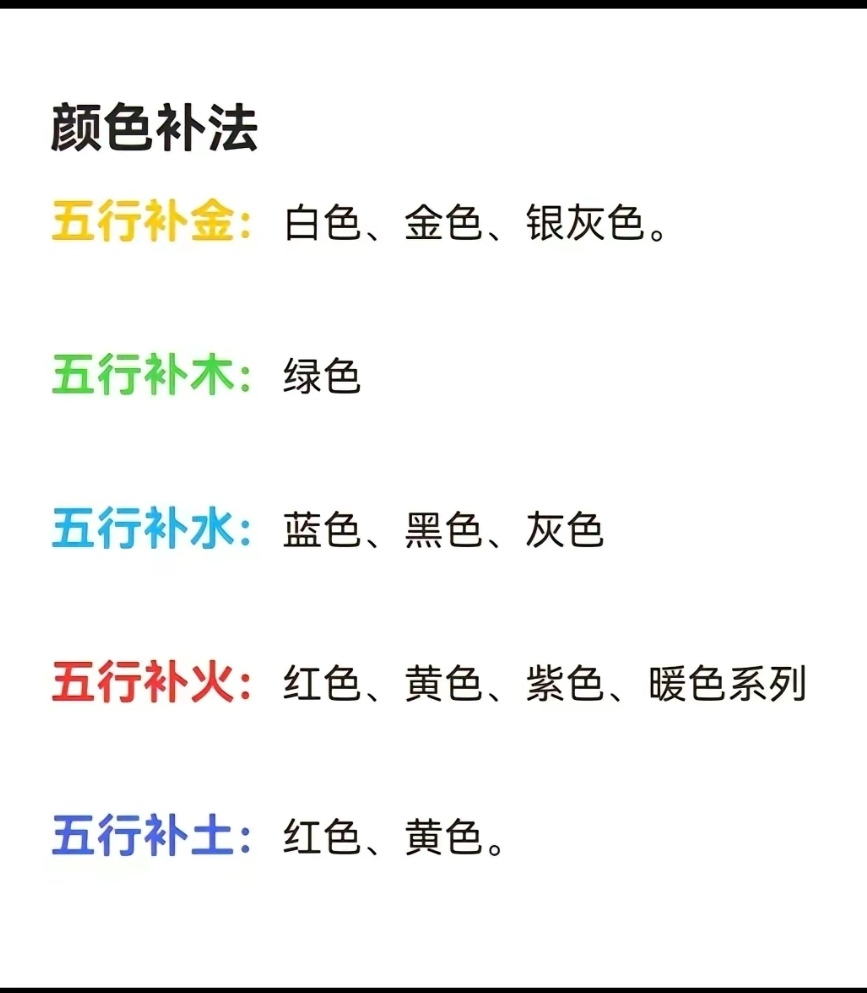 颜色补法
五行补金：白色、金色、银灰色。
五行补木：绿色
五行补水：蓝色、黑色、灰色
五行补火：红色、黄色、紫色、暖色系列
五行补土：红色、黄色。